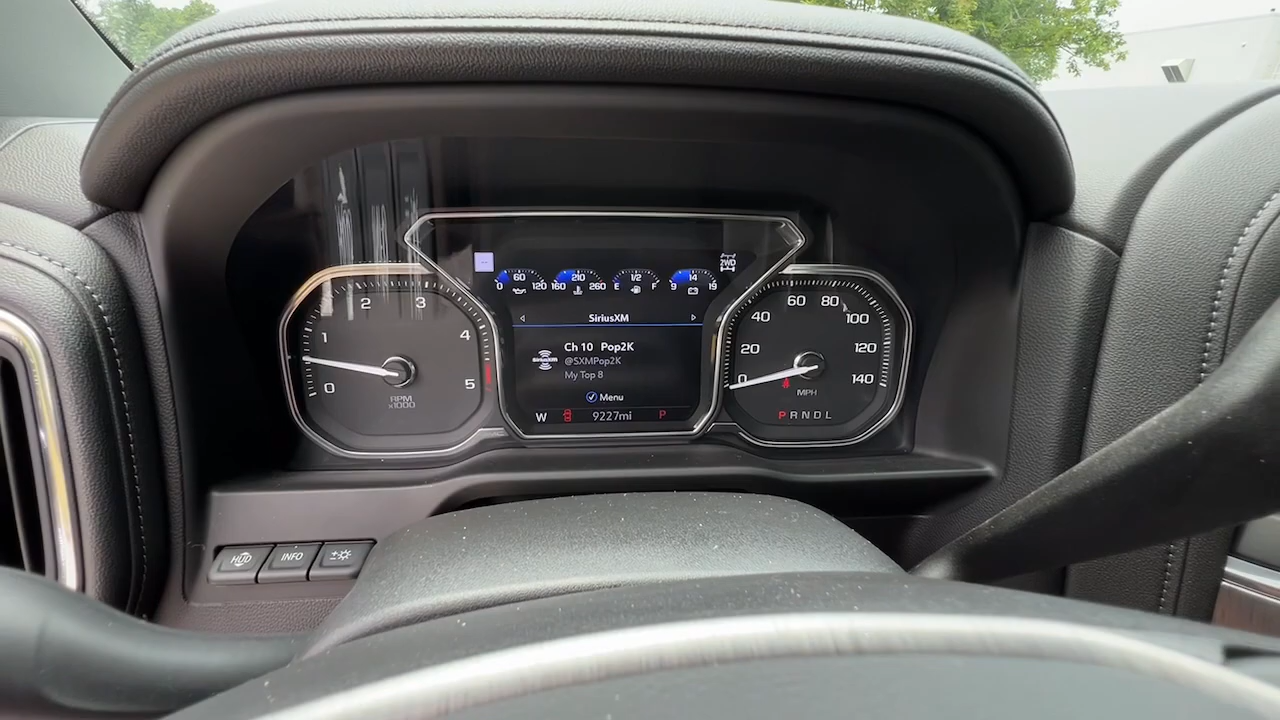 60 210 1/2 14 2WD
0 120 160 260 E F 9 19
SiriusXM
Ch 10 Pop2K
@SXMPop2K
siriusxm
My Top 8
Menu
W 9227mi P
0 1 2 3 4 5
RPM
x1000
0 20 40 60 80 100 120 140
MPH
PRNDL
HUD INFO